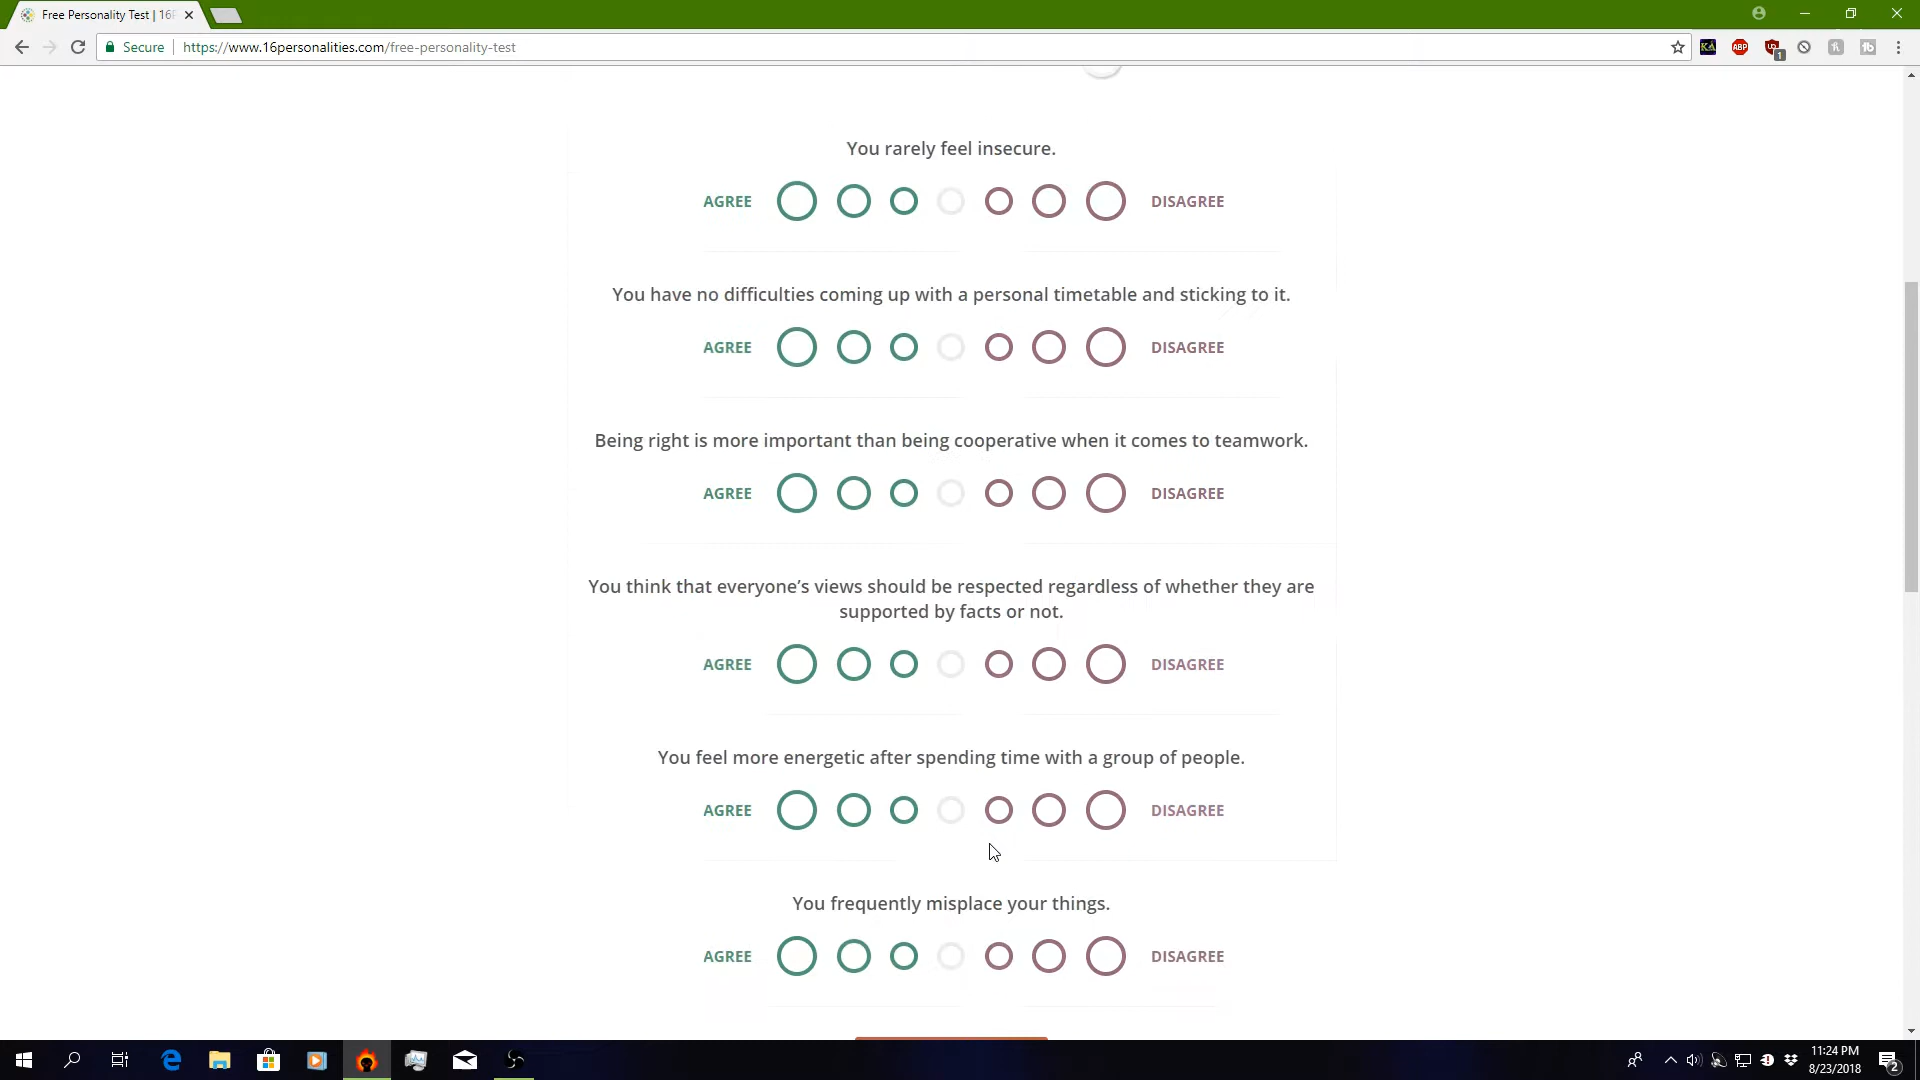 Free Personality Test | 16P
Secure
https://www.16personalities.com/free-personality-test
ABP
1
You rarely feel insecure.
AGREE DISAGREE
You have no difficulties coming up with a personal timetable and sticking to it.
AGREE DISAGREE
Being right is more important than being cooperative when it comes to teamwork.
AGREE DISAGREE
You think that everyone’s views should be respected regardless of whether they are
supported by facts or not.
AGREE DISAGREE
You feel more energetic after spending time with a group of people.
AGREE DISAGREE
You frequently misplace your things.
AGREE DISAGREE
11:24 PM
8/23/2018
2